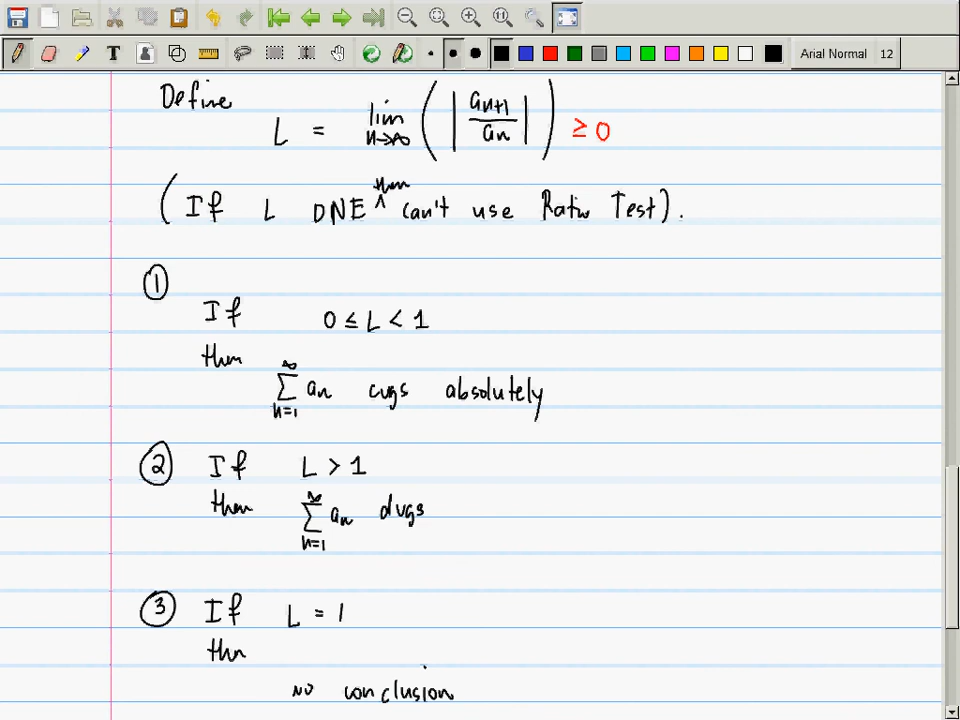 T Arial Normal 12
Define
L = lim n→∞ ( | an+1 / an | ) ≥ 0
(If L DNE ^ then can't use Ratio Test).
①
If 0 ≤ L < 1
then
∞ Σ n=1 an cvgs absolutely
② If L > 1
then ∞ Σ n=1 an dvgs
③ If L = 1
thn
no conclusion